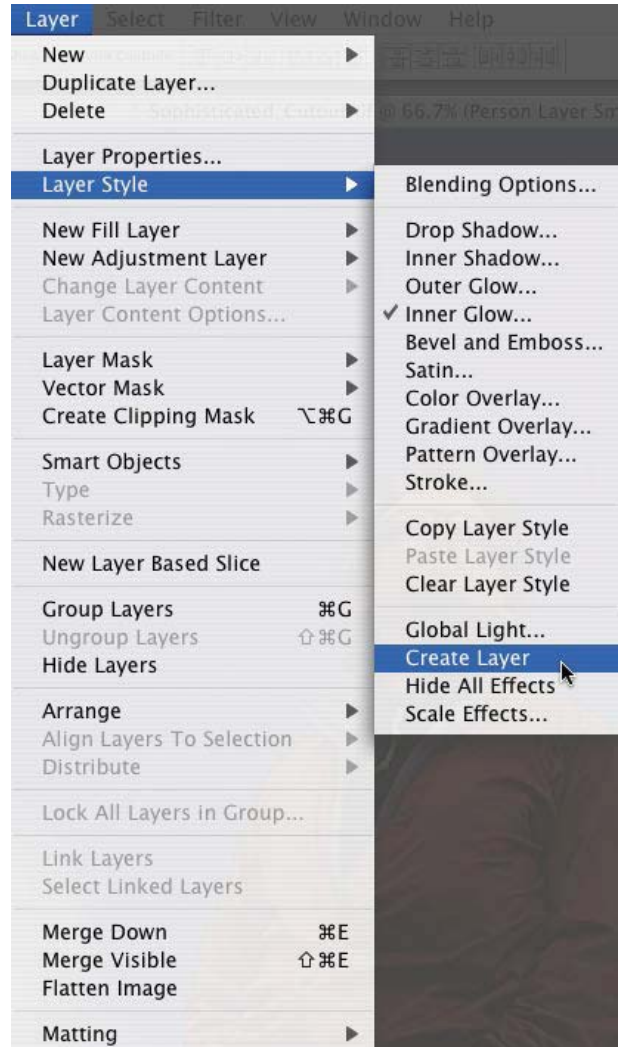 Layer Select Filter View Window Help
New
Duplicate Layer...
Delete
@ 66.7% (Person Layer Sm
Layer Properties...
Layer Style
New Fill Layer
New Adjustment Layer
Change Layer Content
Layer Content Options...
Layer Mask
Vector Mask
Create Clipping Mask ⌥⌘G
Smart Objects
Type
Rasterize
New Layer Based Slice
Group Layers ⌘G
Ungroup Layers ⇧⌘G
Hide Layers
Arrange
Align Layers To Selection
Distribute
Lock All Layers in Group...
Link Layers
Select Linked Layers
Merge Down ⌘E
Merge Visible ⇧⌘E
Flatten Image
Matting
Blending Options...
Drop Shadow...
Inner Shadow...
Outer Glow...
✓ Inner Glow...
Bevel and Emboss...
Satin...
Color Overlay...
Gradient Overlay...
Pattern Overlay...
Stroke...
Copy Layer Style
Paste Layer Style
Clear Layer Style
Global Light...
Create Layer
Hide All Effects
Scale Effects...